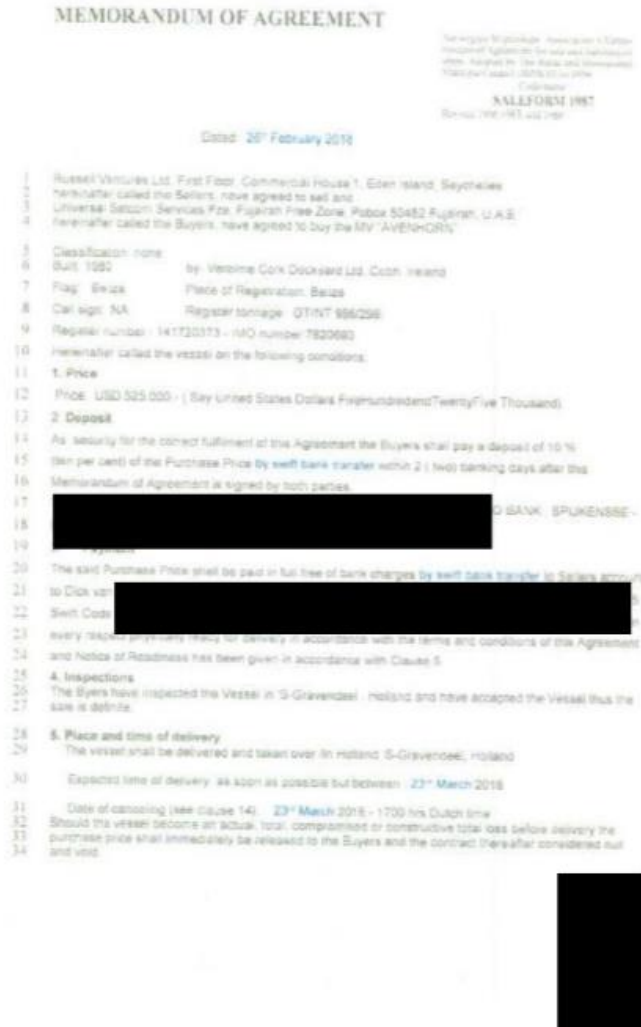 MEMORANDUM OF AGREEMENT
SALEFORM 1987
Dated: 26th February 2016
1 Russell Ventures Ltd. First Floor, Commercial House 1, Eden Island, Seychelles
2 hereinafter called the Sellers, have agreed to sell and
3 Universal Satcom Services Fze, Fujairah Free Zone, Pobox 50452 Fujairah, U.A.E
4 hereinafter called the Buyers, have agreed to buy the MV "AVENHORN"
5 Classification: none
6 Built: 1980 by: Verolme Cork Dockyard Ltd. Cobh, Ireland
7 Flag: Belize Place of Registration: Belize
8 Call sign: NA Register tonnage: GT/NT
9 Register number: 141720373 - IMO number 7820693
10 hereinafter called the vessel on the following conditions:
11 1. Price
12 Price: USD 525.000 - ( Say United States Dollars FiveHundredandTwentyFive Thousand)
13 2. Deposit
14 As security for the correct fulfilment of this Agreement the Buyers shall pay a deposit of 10 %
15 (ten per cent) of the Purchase Price by swift bank transfer within 2 ( two) banking days after this
16 Memorandum of Agreement is signed by both parties.
17 BANK : SPIJKENISSE -
18
19 Payment
20 The said Purchase Price shall be paid in full free of bank charges by swift bank transfer to Sellers account
21 to Dick van
22 Swift Code
23 every respect physically ready for delivery in accordance with the terms and conditions of this Agreement
24 and Notice of Readiness has been given in accordance with Clause 5.
25 4. Inspections
26 The Byers have inspected the Vessel in 'S-Gravendeel - Holland and have accepted the Vessel thus the
27 sale is definite.
28 5. Place and time of delivery
29 The vessel shall be delivered and taken over in Holland, S-Gravendeel, Holland
30 Expected time of delivery: as soon as possible but between : 23rd March 2016
31 Date of canceling (see clause 14): 23rd March 2016 - 1700 hrs Dutch time
32 Should the vessel become an actual, total, compromised or constructive total loss before delivery the
33 purchase price shall immediately be released to the Buyers and the contract thereafter considered null
34 and void.